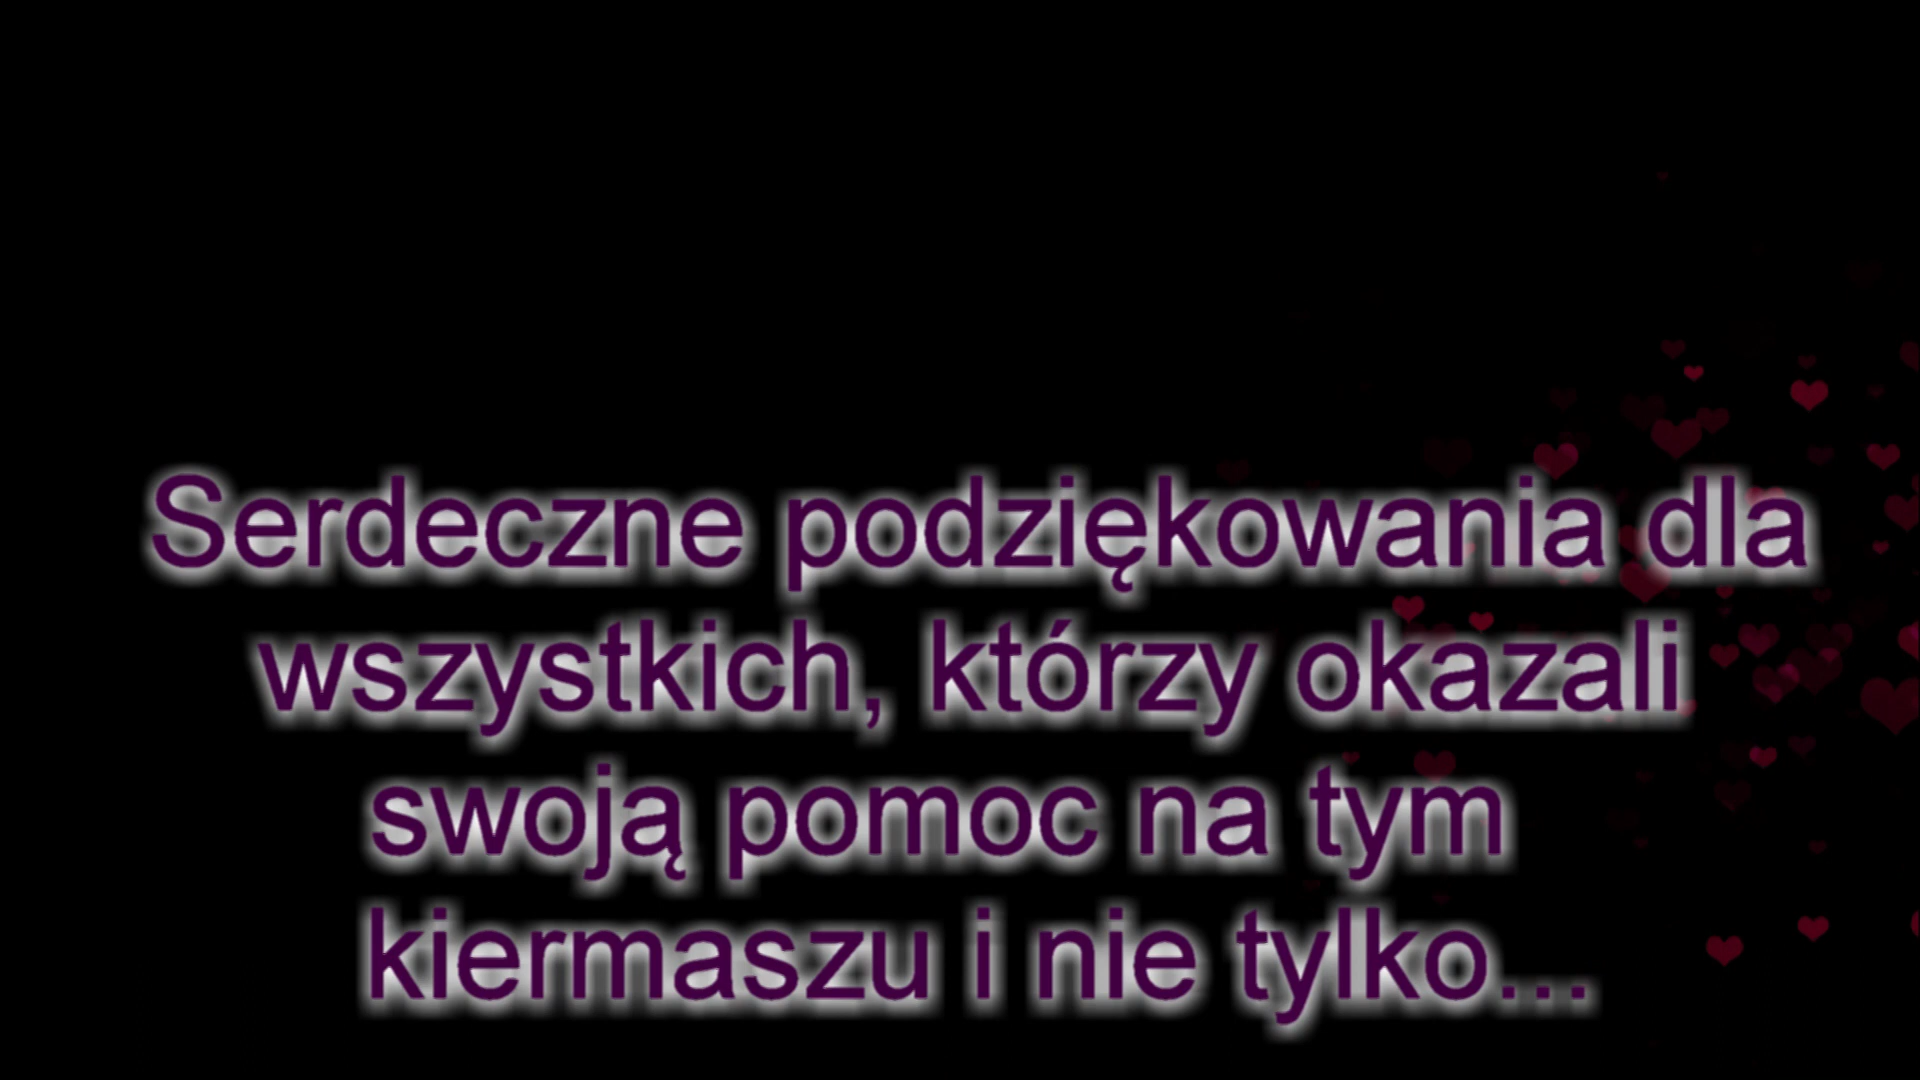 Serdeczne podziękowania dla
wszystkich, którzy okazali
swoją pomoc na tym
kiermaszu i nie tylko...